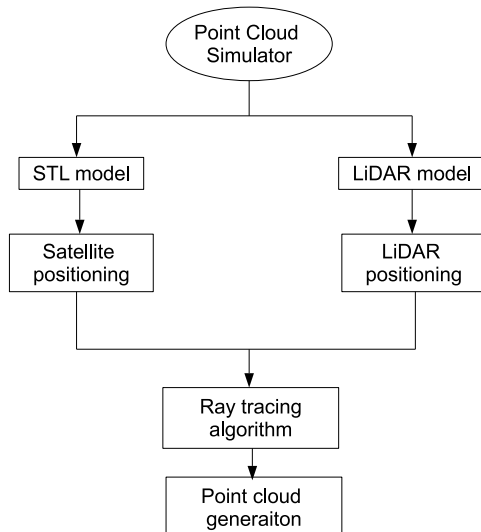 Point Cloud
Simulator
STL model
LiDAR model
Satellite
positioning
LiDAR
positioning
Ray tracing
algorithm
Point cloud
generaiton